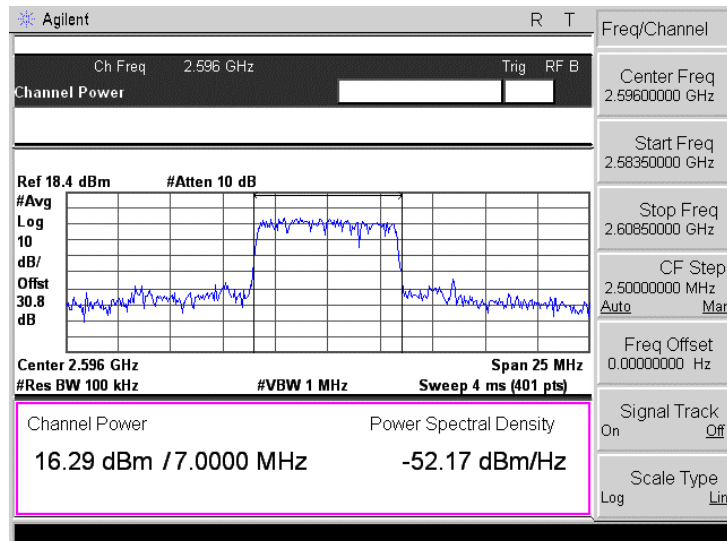 Agilent R T
Ch Freq 2.596 GHz Trig RF B
Channel Power
Ref 18.4 dBm #Atten 10 dB
#Avg
Log
10
dB/
Offst
30.8
dB
Center 2.596 GHz Span 25 MHz
#Res BW 100 kHz #VBW 1 MHz Sweep 4 ms (401 pts)
Channel Power Power Spectral Density
16.29 dBm / 7.0000 MHz -52.17 dBm/Hz
Freq/Channel
Center Freq
2.59600000 GHz
Start Freq
2.58350000 GHz
Stop Freq
2.60850000 GHz
CF Step
2.50000000 MHz
Auto Man
Freq Offset
0.00000000 Hz
Signal Track
On Off
Scale Type
Log Lin